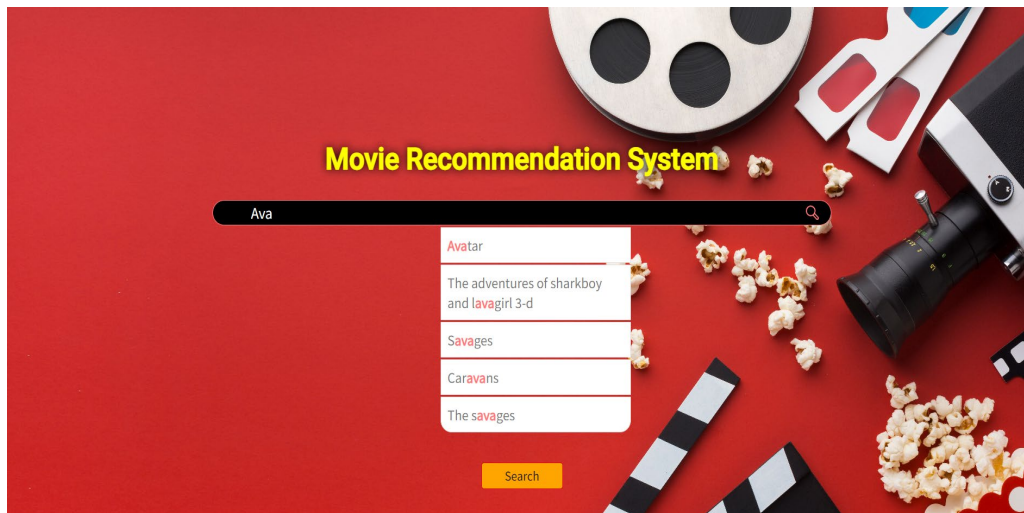 Movie Recommendation System
Ava
Avatar
The adventures of sharkboy
and lavagirl 3-d
Savages
Caravans
The savages
Search